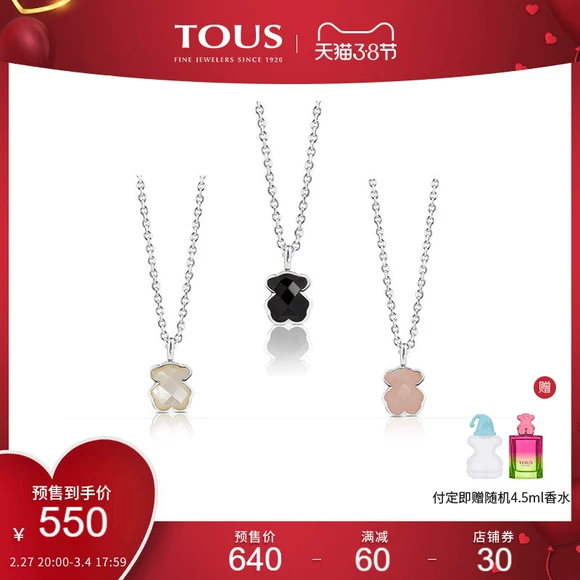 TOUS
FINE JEWELERS SINCE 1920
天猫3.8节
赠
TOUS
付定即赠随机4.5ml香水
预售到手价
¥550
2.27 20:00-3.4 17:59
预售价
640
-
满减
60
-
店铺券
30